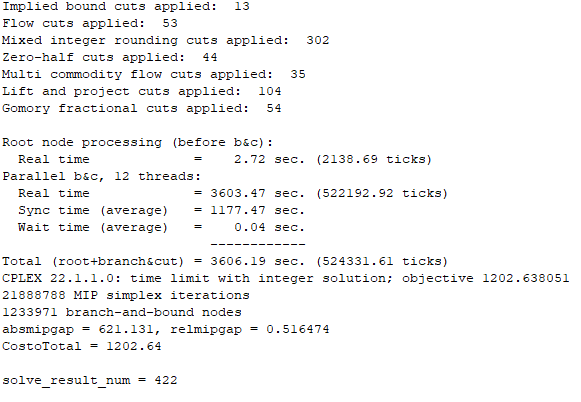 Implied bound cuts applied:  13
Flow cuts applied:  53
Mixed integer rounding cuts applied:  302
Zero-half cuts applied:  44
Multi commodity flow cuts applied:  35
Lift and project cuts applied:  104
Gomory fractional cuts applied:  54

Root node processing (before b&c):
  Real time             =    2.72 sec. (2138.69 ticks)
Parallel b&c, 12 threads:
  Real time             = 3603.47 sec. (522192.92 ticks)
  Sync time (average)   = 1177.47 sec.
  Wait time (average)   =    0.04 sec.
                          ------------
Total (root+branch&cut) = 3606.19 sec. (524331.61 ticks)
CPLEX 22.1.1.0: time limit with integer solution; objective 1202.638051
21888788 MIP simplex iterations
1233971 branch-and-bound nodes
absmipgap = 621.131, relmipgap = 0.516474
CostoTotal = 1202.64

solve_result_num = 422